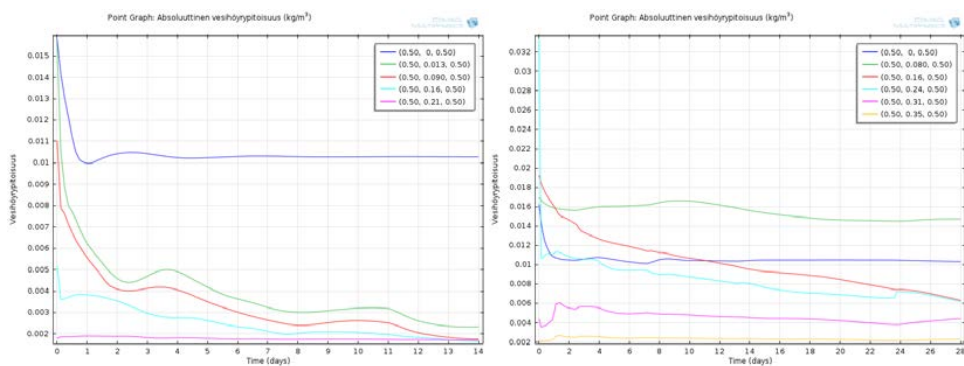 Point Graph: Absoluuttinen vesihöyrypitoisuus (kg/m³)
(0.50, 0, 0.50)
(0.50, 0.013, 0.50)
(0.50, 0.090, 0.50)
(0.50, 0.16, 0.50)
(0.50, 0.21, 0.50)
Vesihöyrypitoisuus
0.015
0.014
0.013
0.012
0.011
0.01
0.009
0.008
0.007
0.006
0.005
0.004
0.003
0.002
0 1 2 3 4 5 6 7 8 9 10 11 12 13 14
Time (days)
Point Graph: Absoluuttinen vesihöyrypitoisuus (kg/m³)
(0.50, 0, 0.50)
(0.50, 0.080, 0.50)
(0.50, 0.16, 0.50)
(0.50, 0.24, 0.50)
(0.50, 0.31, 0.50)
(0.50, 0.35, 0.50)
Vesihöyrypitoisuus
0.032
0.03
0.028
0.026
0.024
0.022
0.02
0.018
0.016
0.014
0.012
0.01
0.008
0.006
0.004
0.002
0 2 4 6 8 10 12 14 16 18 20 22 24 26 28
Time (days)